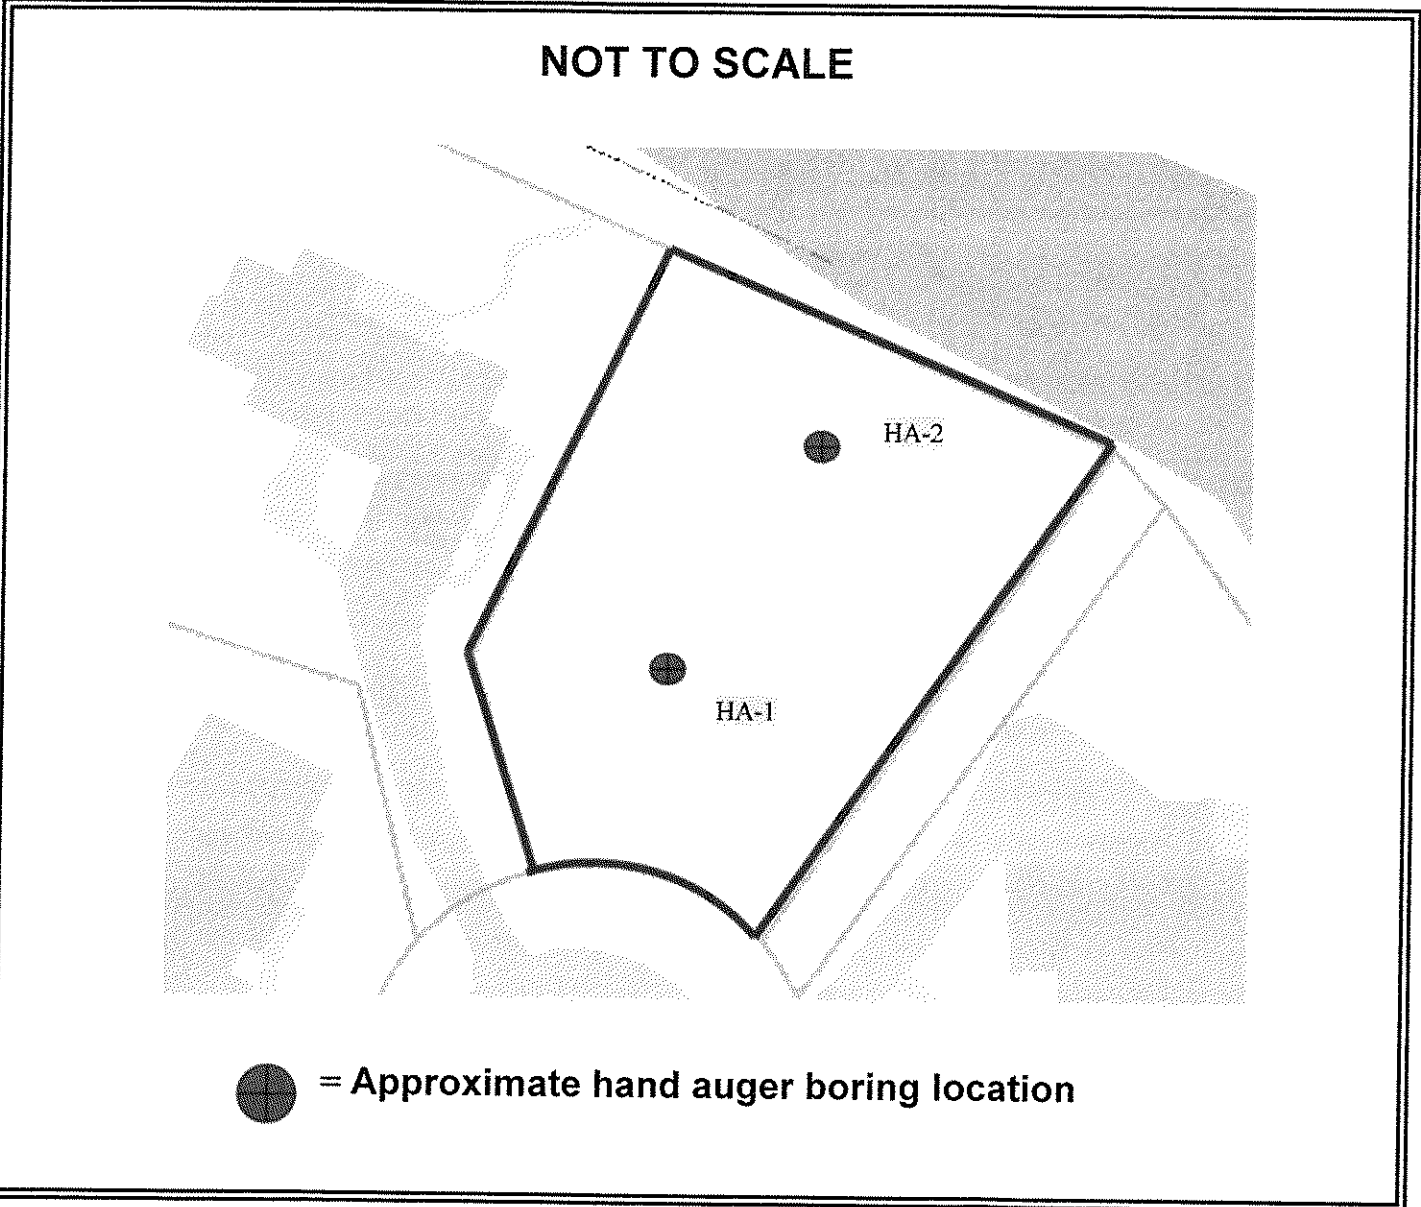 NOT TO SCALE
HA-2
HA-1
= Approximate hand auger boring location